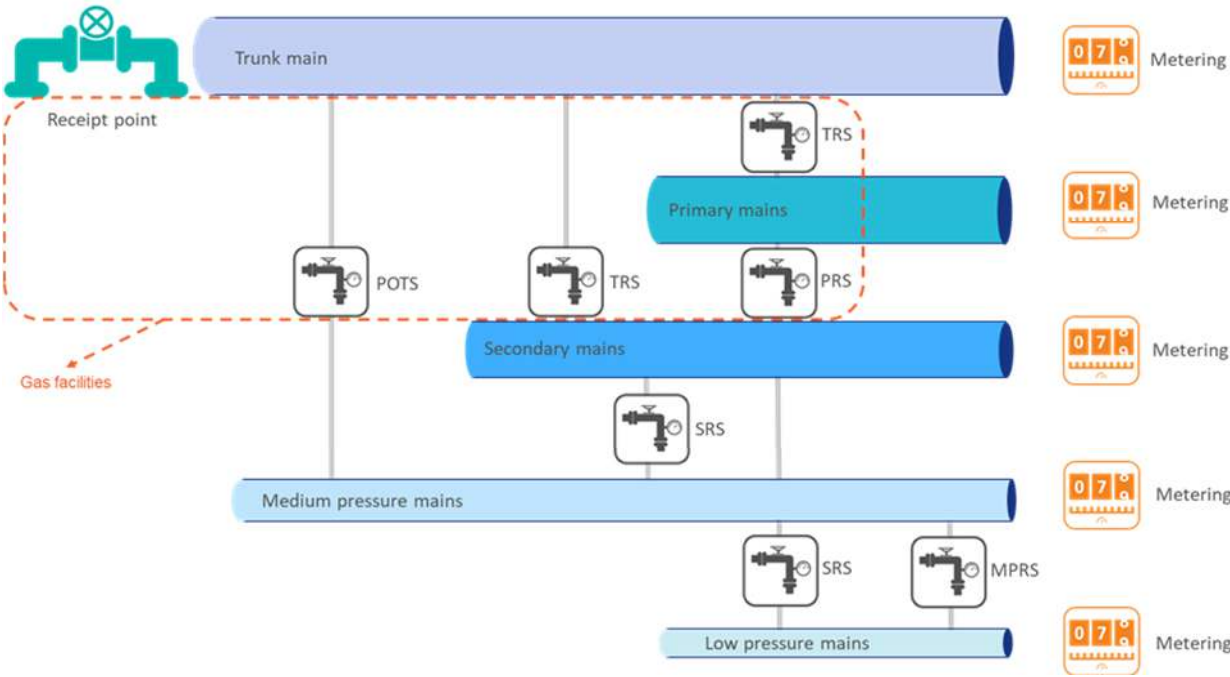 Trunk main
Metering
Receipt point
TRS
Primary mains
Metering
POTS
TRS
PRS
Secondary mains
Metering
Gas facilities
SRS
Medium pressure mains
Metering
SRS
MPRS
Low pressure mains
Metering